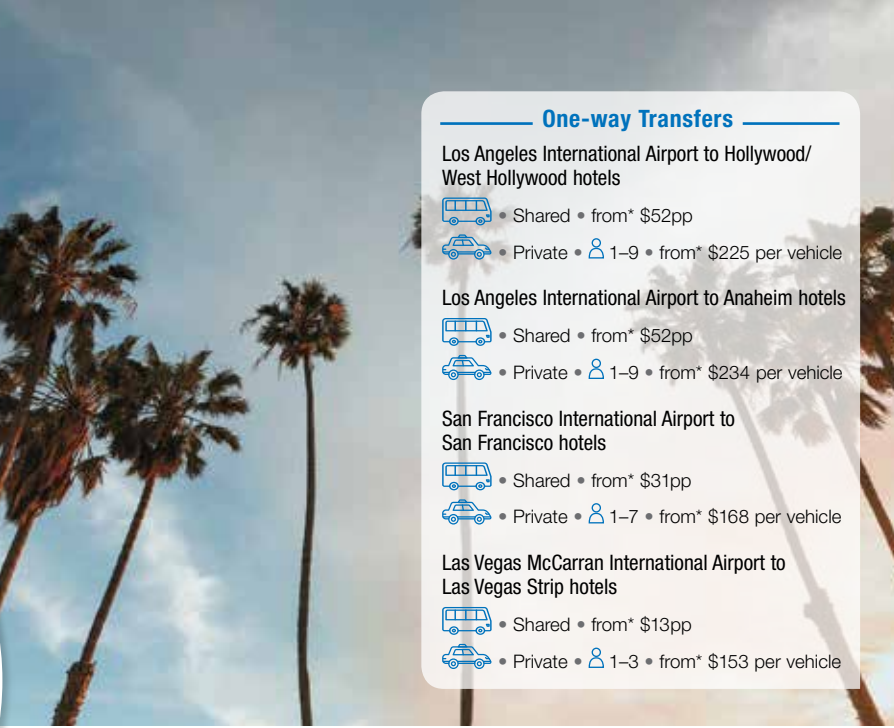 One-way Transfers
Los Angeles International Airport to Hollywood/
West Hollywood hotels
• Shared • from* $52pp
• Private • 1–9 • from* $225 per vehicle
Los Angeles International Airport to Anaheim hotels
• Shared • from* $52pp
• Private • 1–9 • from* $234 per vehicle
San Francisco International Airport to
San Francisco hotels
• Shared • from* $31pp
• Private • 1–7 • from* $168 per vehicle
Las Vegas McCarran International Airport to
Las Vegas Strip hotels
• Shared • from* $13pp
• Private • 1–3 • from* $153 per vehicle